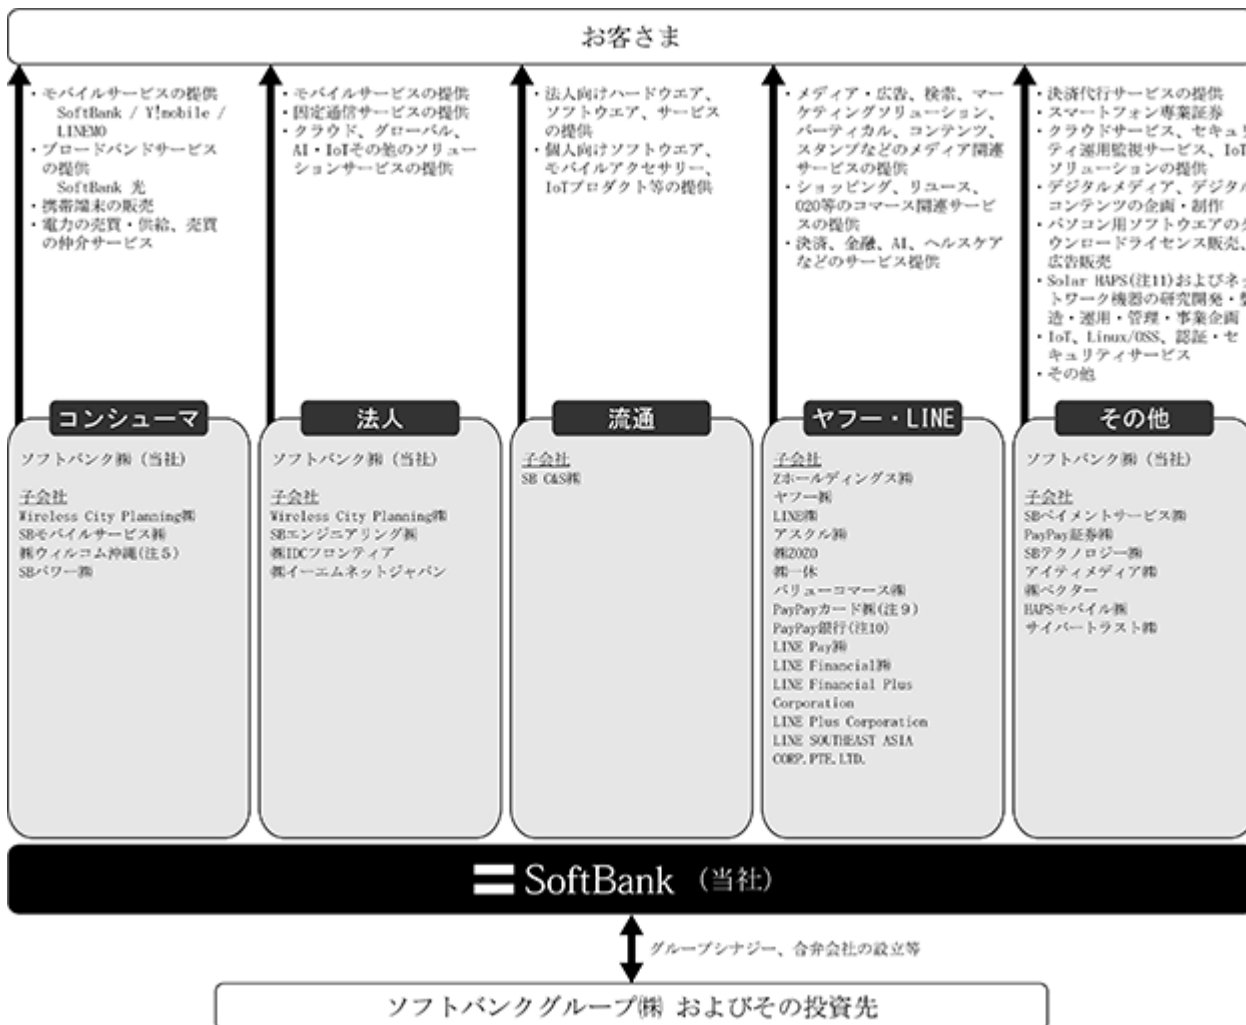 お客さま
・モバイルサービスの提供
SoftBank / Y!mobile /
LINEMO
・ブロードバンドサービス
の提供
SoftBank 光
・携帯端末の販売
・電力の売買・供給、売買
の仲介サービス
・モバイルサービスの提供
・固定通信サービスの提供
・クラウド、グローバル、
AI・IoTその他のソリュー
ションサービスの提供
・法人向けハードウエア、
ソフトウエア、サービス
の提供
・個人向けソフトウエア、
モバイルアクセサリー、
IoTプロダクト等の提供
・メディア・広告、検索、マー
ケティングソリューション、
バーティカル、コンテンツ、
スタンプなどのメディア関連
サービスの提供
・ショッピング、リユース、
O2O等のコマース関連サービ
スの提供
・決済、金融、AI、ヘルスケア
などのサービス提供
・決済代行サービスの提供
・スマートフォン専業証券
・クラウドサービス、セキュリ
ティ運用監視サービス、IoT
ソリューションの提供
・デジタルメディア、デジタル
コンテンツの企画・制作
・パソコン用ソフトウエアのダ
ウンロードライセンス販売、
広告販売
・Solar HAPS(注11)およびネッ
トワーク機器の研究開発・製
造・運用・管理・事業企画
・IoT、Linux/OSS、認証・セ
キュリティサービス
・その他
コンシューマ
ソフトバンク㈱（当社）
子会社
Wireless City Planning㈱
SBモバイルサービス㈱
㈱ウィルコム沖縄(注５)
SBパワー㈱
法人
ソフトバンク㈱（当社）
子会社
Wireless City Planning㈱
SBエンジニアリング㈱
㈱IDCフロンティア
㈱イーエムネットジャパン
流通
子会社
SB C&S㈱
ヤフー・LINE
子会社
Zホールディングス㈱
ヤフー㈱
LINE㈱
アスクル㈱
㈱ZOZO
㈱一休
バリューコマース㈱
PayPayカード㈱(注９)
PayPay銀行(注10)
LINE Pay㈱
LINE Financial㈱
LINE Financial Plus
Corporation
LINE Plus Corporation
LINE SOUTHEAST ASIA
CORP.PTE.LTD.
その他
ソフトバンク㈱（当社）
子会社
SBペイメントサービス㈱
PayPay証券㈱
SBテクノロジー㈱
アイティメディア㈱
㈱ベクター
HAPSモバイル㈱
サイバートラスト㈱
SoftBank（当社）
グループシナジー、合弁会社の設立等
ソフトバンクグループ㈱ およびその投資先